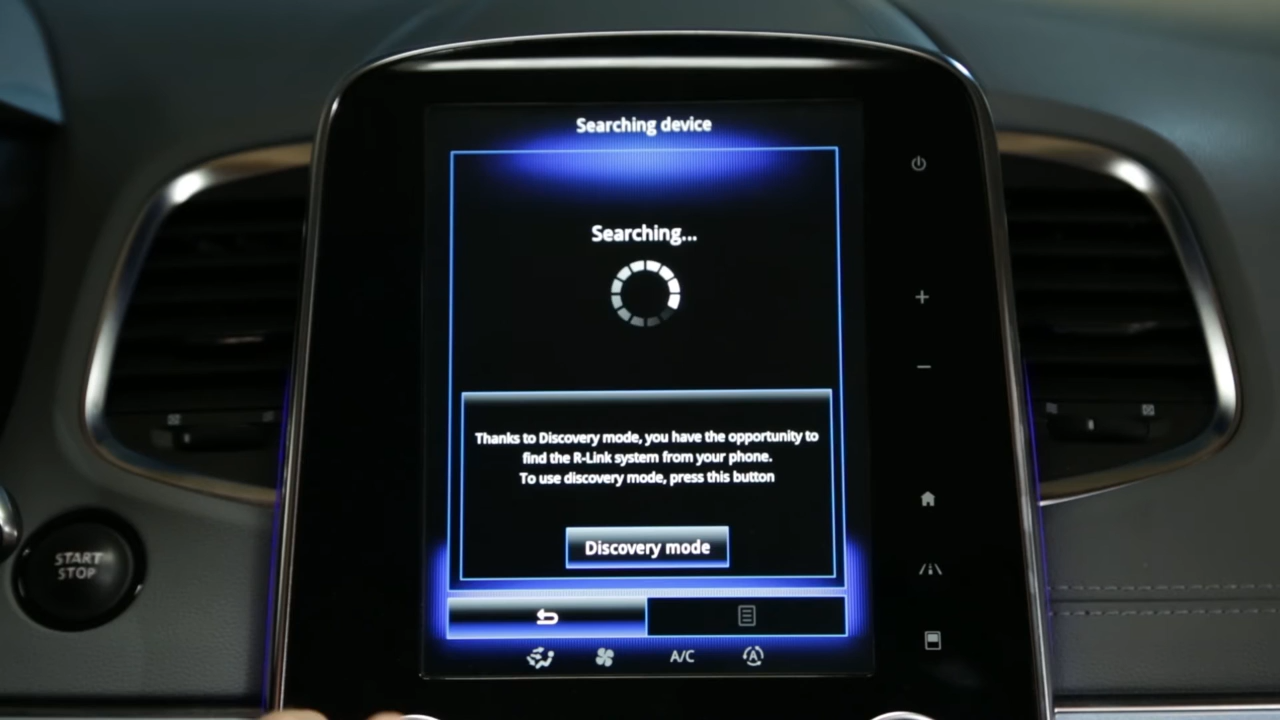 Searching device
Searching...
Thanks to Discovery mode, you have the opportunity to
find the R-Link system from your phone.
To use discovery mode, press this button
Discovery mode
START
STOP
A/C
A